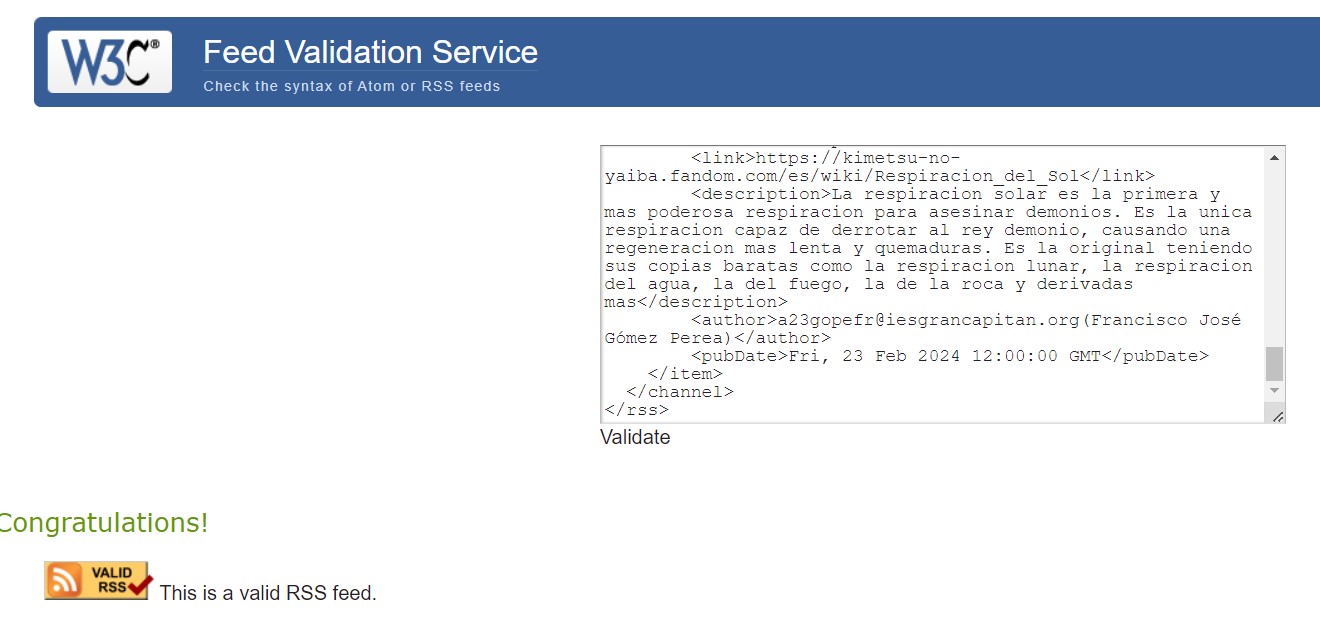 W3C®
Feed Validation Service
Check the syntax of Atom or RSS feeds
<link>https://kimetsu-no-
yaiba.fandom.com/es/wiki/Respiracion_del_Sol</link>
<description>La respiracion solar es la primera y
mas poderosa respiracion para asesinar demonios. Es la unica
respiracion capaz de derrotar al rey demonio, causando una
regeneracion mas lenta y quemaduras. Es la original teniendo
sus copias baratas como la respiracion lunar, la respiracion
del agua, la del fuego, la de la roca y derivadas
mas</description>
<author>a23gopefr@iesgrancapitan.org(Francisco José
Gómez Perea)</author>
<pubDate>Fri, 23 Feb 2024 12:00:00 GMT</pubDate>
</item>
</channel>
</rss>
Validate
Congratulations!
VALID
RSS
This is a valid RSS feed.